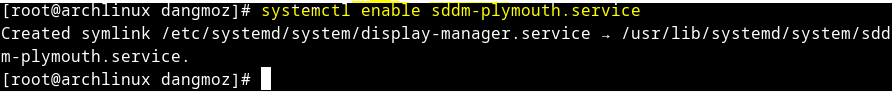 [root@archlinux dangmoz]# systemctl enable sddm-plymouth.service
Created symlink /etc/systemd/system/display-manager.service → /usr/lib/systemd/system/sdd
m-plymouth.service.
[root@archlinux dangmoz]#